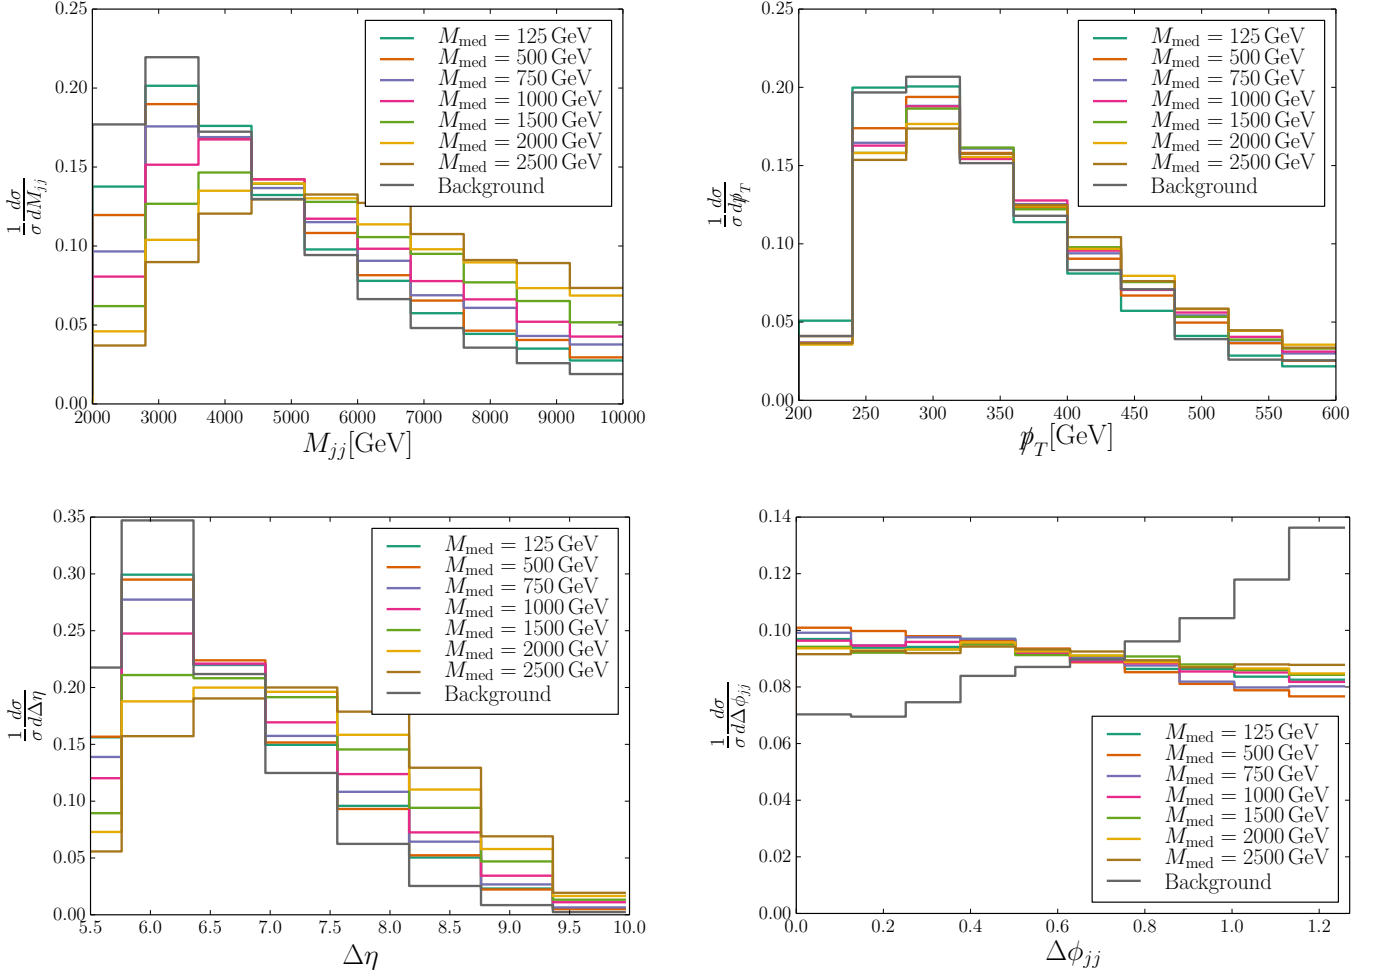 0.25
0.20
0.15
0.10
0.05
0.00
1/σ dσ/dM_jj
2000 3000 4000 5000 6000 7000 8000 9000 10000
M_jj[GeV]
M_med = 125 GeV
M_med = 500 GeV
M_med = 750 GeV
M_med = 1000 GeV
M_med = 1500 GeV
M_med = 2000 GeV
M_med = 2500 GeV
Background
0.25
0.20
0.15
0.10
0.05
0.00
1/σ dσ/dp̸_T
200 250 300 350 400 450 500 550 600
p̸_T[GeV]
M_med = 125 GeV
M_med = 500 GeV
M_med = 750 GeV
M_med = 1000 GeV
M_med = 1500 GeV
M_med = 2000 GeV
M_med = 2500 GeV
Background
0.35
0.30
0.25
0.20
0.15
0.10
0.05
0.00
1/σ dσ/dΔη
5.5 6.0 6.5 7.0 7.5 8.0 8.5 9.0 9.5 10.0
Δη
M_med = 125 GeV
M_med = 500 GeV
M_med = 750 GeV
M_med = 1000 GeV
M_med = 1500 GeV
M_med = 2000 GeV
M_med = 2500 GeV
Background
0.14
0.12
0.10
0.08
0.06
0.04
0.02
0.00
1/σ dσ/dΔϕ_jj
0.0 0.2 0.4 0.6 0.8 1.0 1.2
Δϕ_jj
M_med = 125 GeV
M_med = 500 GeV
M_med = 750 GeV
M_med = 1000 GeV
M_med = 1500 GeV
M_med = 2000 GeV
M_med = 2500 GeV
Background